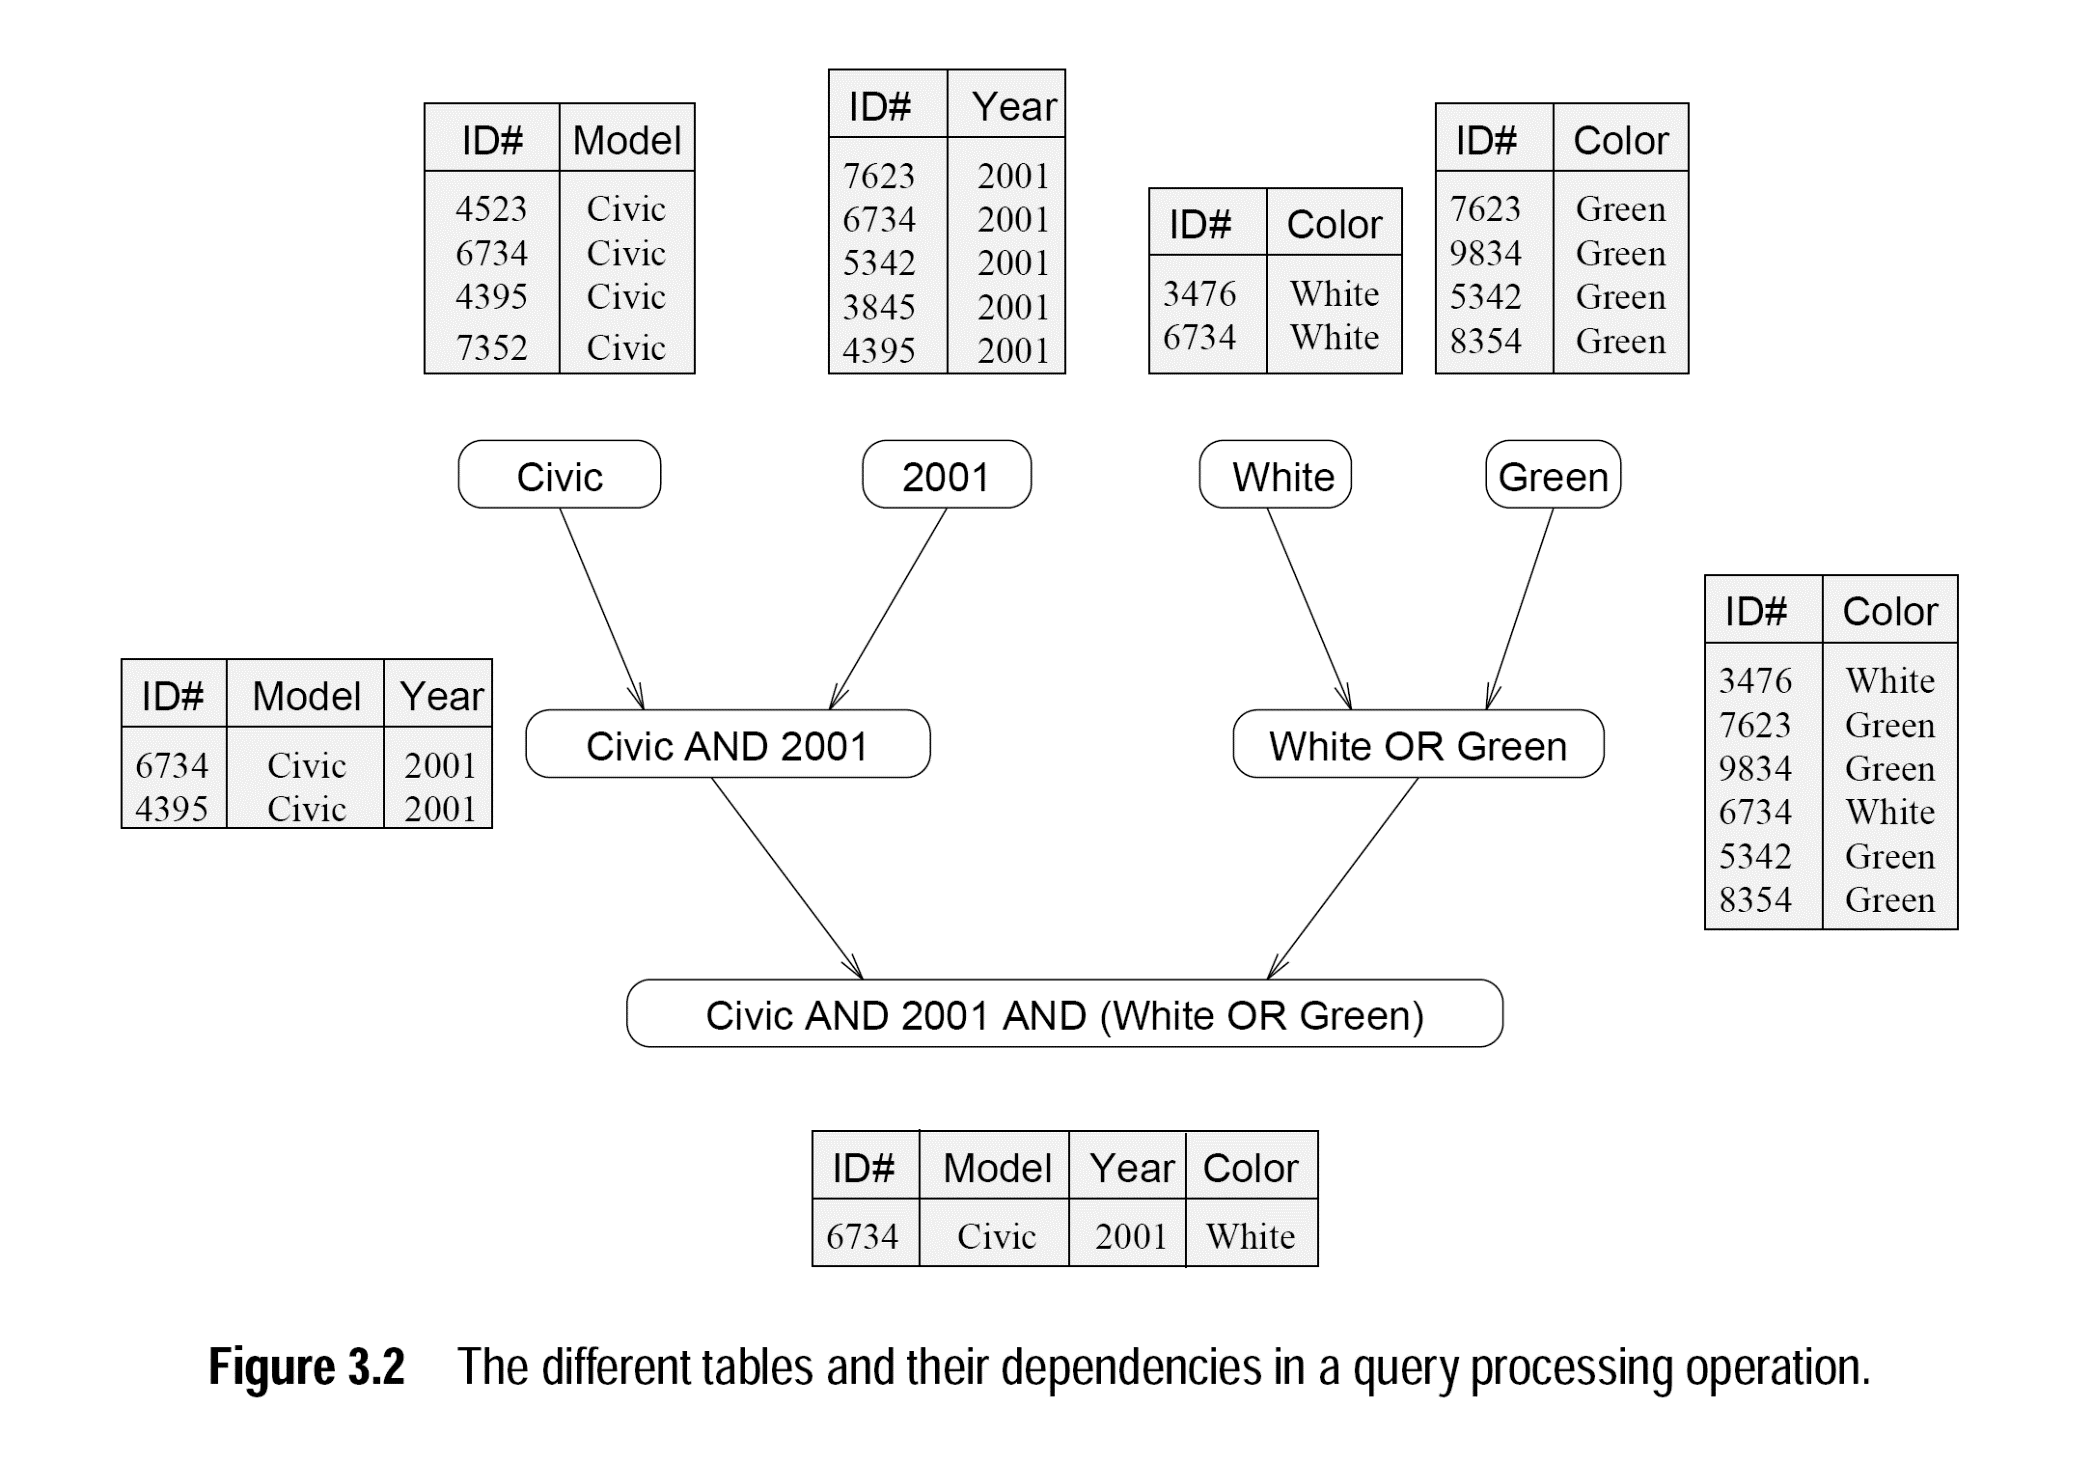 ID# Model
4523 Civic
6734 Civic
4395 Civic
7352 Civic
ID# Year
7623 2001
6734 2001
5342 2001
3845 2001
4395 2001
ID# Color
3476 White
6734 White
ID# Color
7623 Green
9834 Green
5342 Green
8354 Green
Civic
2001
White
Green
ID# Model Year
6734 Civic 2001
4395 Civic 2001
Civic AND 2001
White OR Green
ID# Color
3476 White
7623 Green
9834 Green
6734 White
5342 Green
8354 Green
Civic AND 2001 AND (White OR Green)
ID# Model Year Color
6734 Civic 2001 White
Figure 3.2 The different tables and their dependencies in a query processing operation.